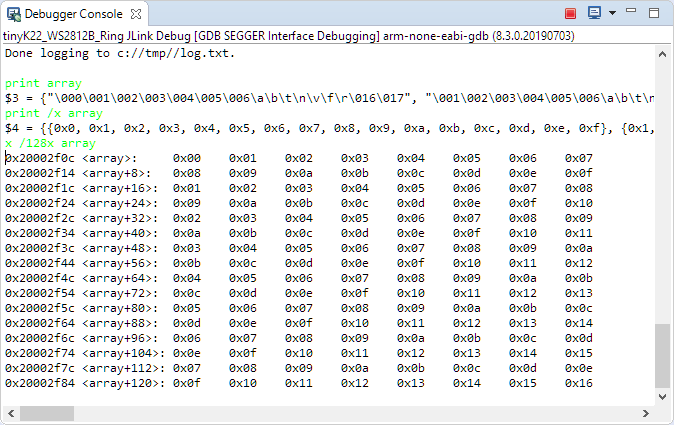 Debugger Console
tinyK22_WS2812B_Ring JLink Debug [GDB SEGGER Interface Debugging] arm-none-eabi-gdb (8.3.0.20190703)
Done logging to c://tmp//log.txt.
print array
$3 = {"\000\001\002\003\004\005\006\a\b\t\n\v\f\r\016\017", "\001\002\003\004\005\006\a\b\t\n
print /x array
$4 = {{0x0, 0x1, 0x2, 0x3, 0x4, 0x5, 0x6, 0x7, 0x8, 0x9, 0xa, 0xb, 0xc, 0xd, 0xe, 0xf}, {0x1,
x /128x array
0x20002f0c <array>: 0x00 0x01 0x02 0x03 0x04 0x05 0x06 0x07
0x20002f14 <array+8>: 0x08 0x09 0x0a 0x0b 0x0c 0x0d 0x0e 0x0f
0x20002f1c <array+16>: 0x01 0x02 0x03 0x04 0x05 0x06 0x07 0x08
0x20002f24 <array+24>: 0x09 0x0a 0x0b 0x0c 0x0d 0x0e 0x0f 0x10
0x20002f2c <array+32>: 0x02 0x03 0x04 0x05 0x06 0x07 0x08 0x09
0x20002f34 <array+40>: 0x0a 0x0b 0x0c 0x0d 0x0e 0x0f 0x10 0x11
0x20002f3c <array+48>: 0x03 0x04 0x05 0x06 0x07 0x08 0x09 0x0a
0x20002f44 <array+56>: 0x0b 0x0c 0x0d 0x0e 0x0f 0x10 0x11 0x12
0x20002f4c <array+64>: 0x04 0x05 0x06 0x07 0x08 0x09 0x0a 0x0b
0x20002f54 <array+72>: 0x0c 0x0d 0x0e 0x0f 0x10 0x11 0x12 0x13
0x20002f5c <array+80>: 0x05 0x06 0x07 0x08 0x09 0x0a 0x0b 0x0c
0x20002f64 <array+88>: 0x0d 0x0e 0x0f 0x10 0x11 0x12 0x13 0x14
0x20002f6c <array+96>: 0x06 0x07 0x08 0x09 0x0a 0x0b 0x0c 0x0d
0x20002f74 <array+104>: 0x0e 0x0f 0x10 0x11 0x12 0x13 0x14 0x15
0x20002f7c <array+112>: 0x07 0x08 0x09 0x0a 0x0b 0x0c 0x0d 0x0e
0x20002f84 <array+120>: 0x0f 0x10 0x11 0x12 0x13 0x14 0x15 0x16